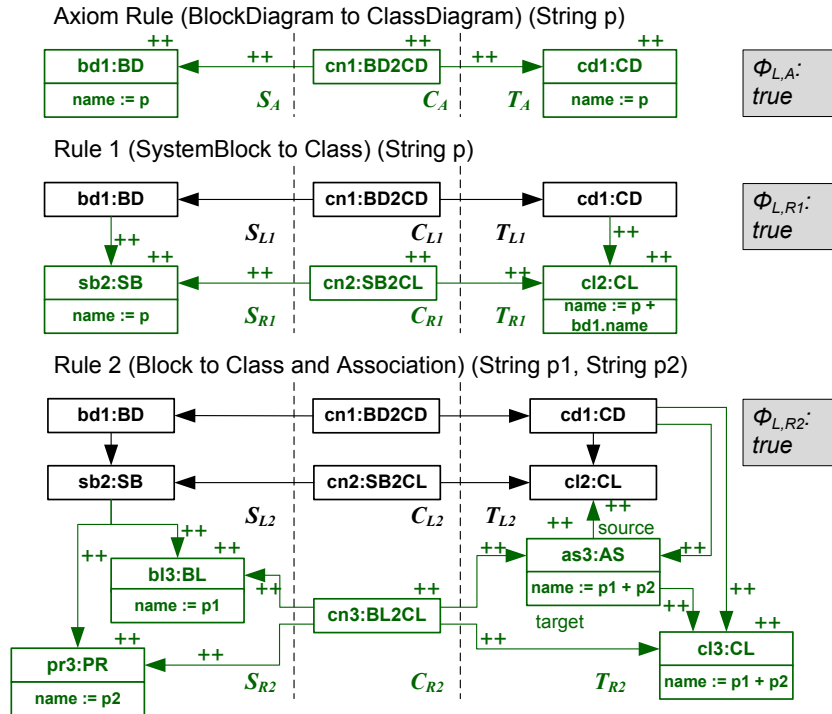 Axiom Rule (BlockDiagram to ClassDiagram) (String p)
++ ++ ++ ++ ++
bd1:BD cn1:BD2CD cd1:CD
name := p name := p
S_A C_A T_A
Φ_L,A:
true
Rule 1 (SystemBlock to Class) (String p)
bd1:BD cn1:BD2CD cd1:CD
S_L1 C_L1 T_L1
Φ_L,R1:
true
++ ++
++ ++ ++ ++ ++
sb2:SB cn2:SB2CL cl2:CL
name := p name := p +
bd1.name
S_R1 C_R1 T_R1
Rule 2 (Block to Class and Association) (String p1, String p2)
bd1:BD cn1:BD2CD cd1:CD
Φ_L,R2:
true
sb2:SB cn2:SB2CL cl2:CL
S_L2 C_L2 T_L2
++ ++ ++ ++ ++
source
++ ++ ++ ++ ++
bl3:BL as3:AS
name := p1 name := p1 + p2
++ ++ ++
cn3:BL2CL
target
++ ++ ++ ++
pr3:PR cl3:CL
name := p2 name := p1 + p2
S_R2 C_R2 T_R2